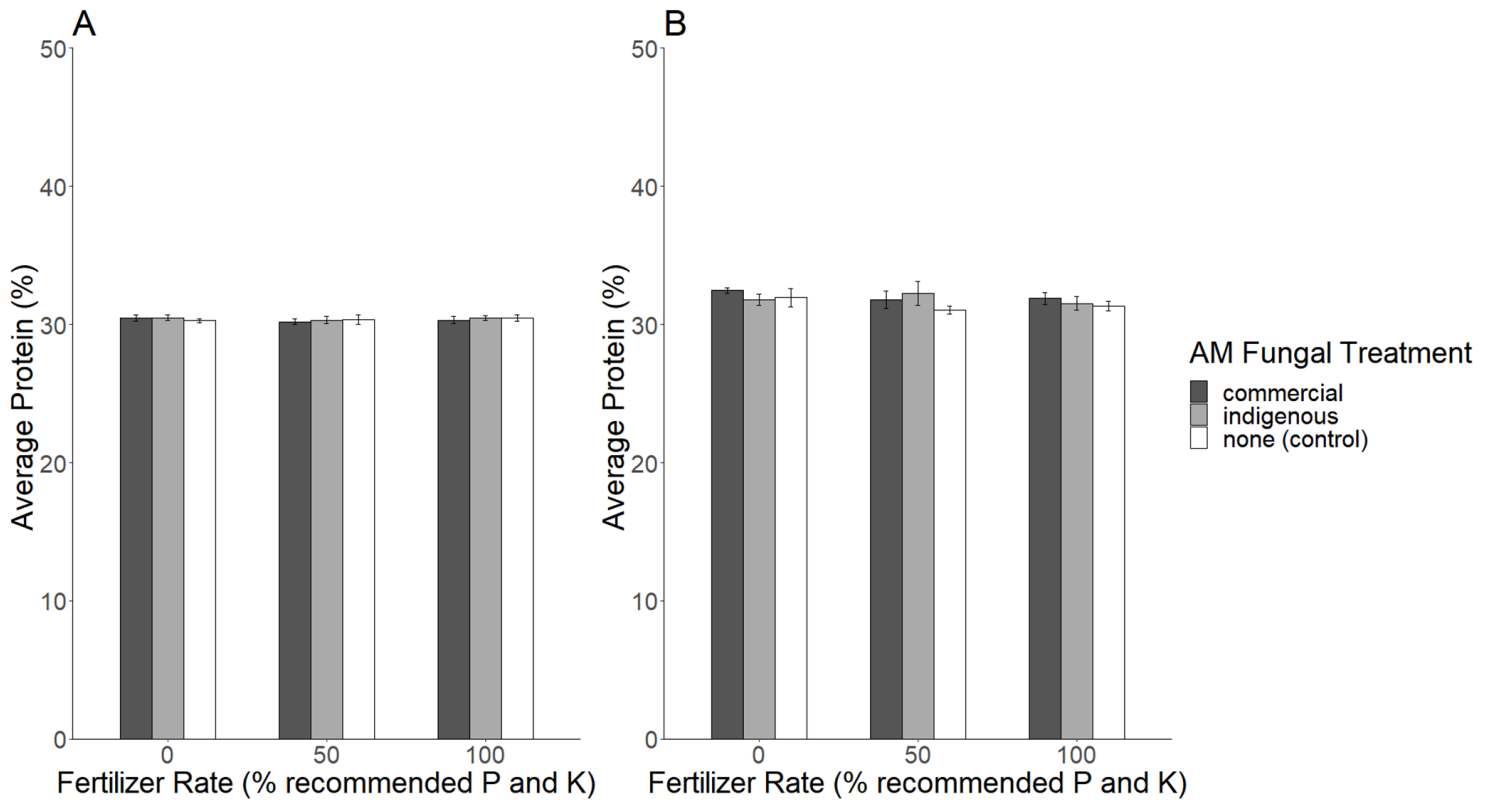 A
50
40
30
20
10
0
Average Protein (%)
0 50 100
Fertilizer Rate (% recommended P and K)
B
50
40
30
20
10
0
Average Protein (%)
0 50 100
Fertilizer Rate (% recommended P and K)
AM Fungal Treatment
commercial
indigenous
none (control)